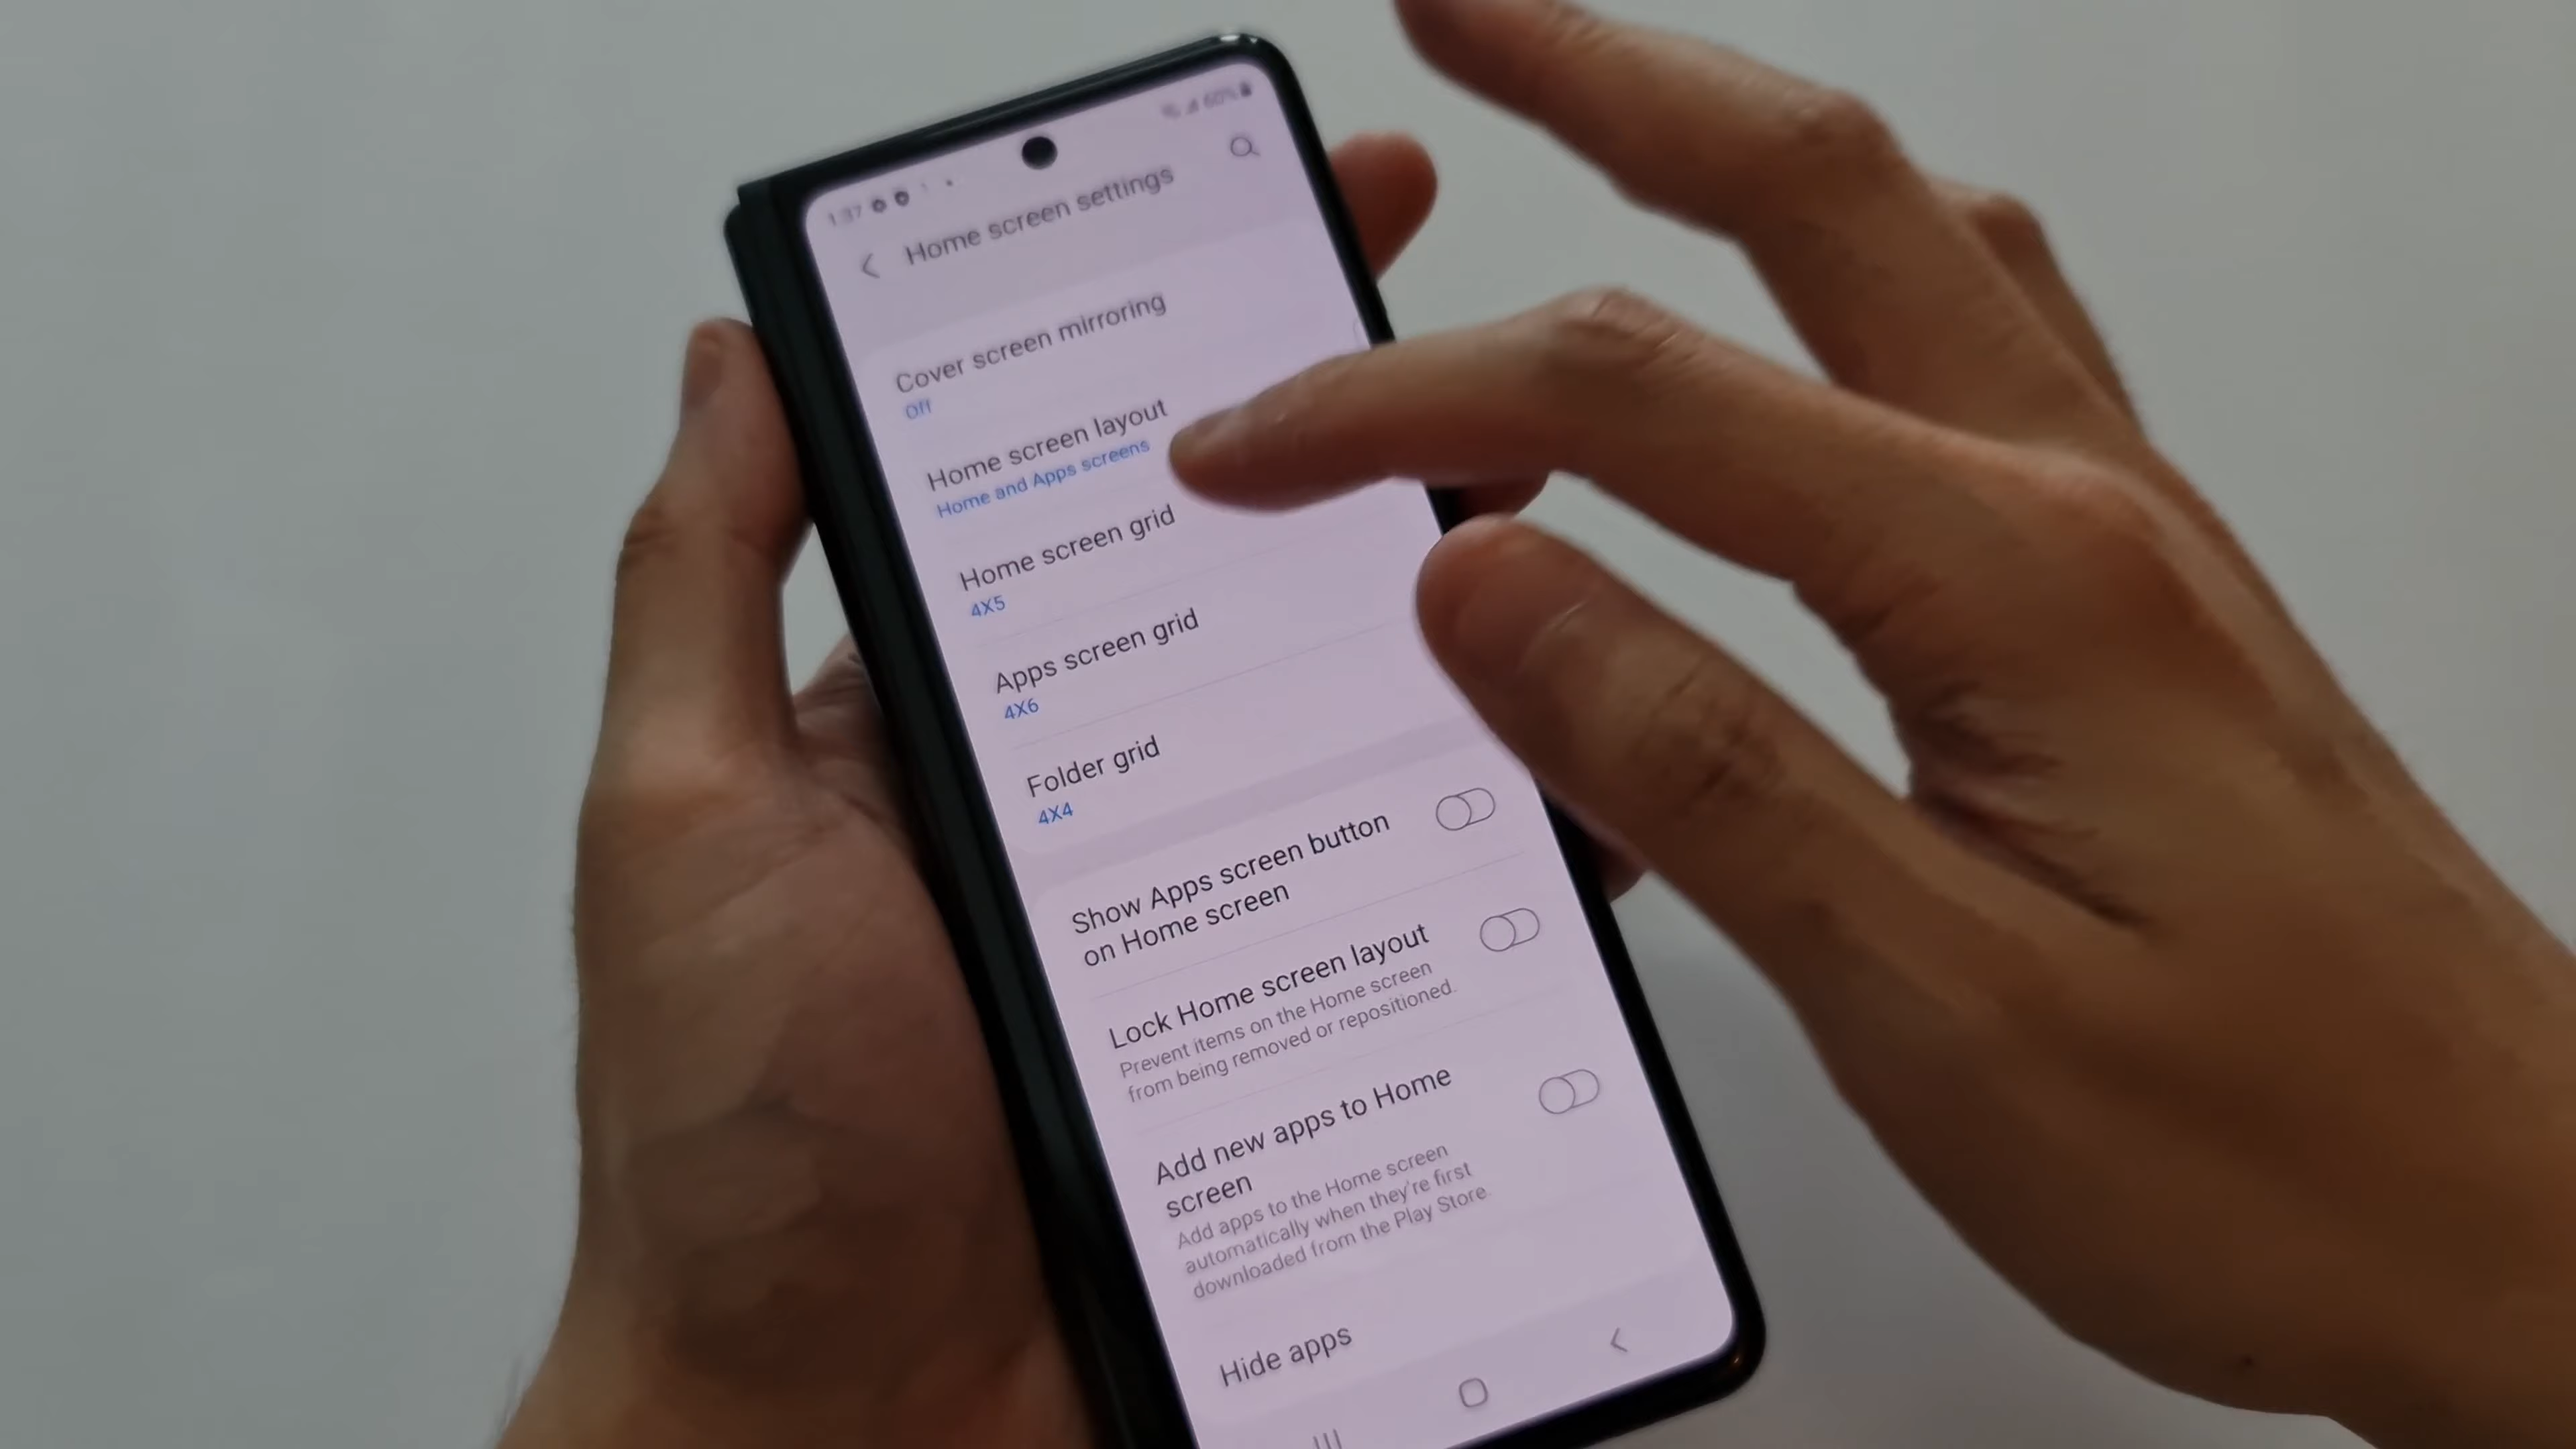 1:37
60%
Home screen settings
Cover screen mirroring
Off
Home screen layout
Home and Apps screens
Home screen grid
4X5
Apps screen grid
4X6
Folder grid
4X4
Show Apps screen button
on Home screen
Lock Home screen layout
Prevent items on the Home screen
from being removed or repositioned.
Add new apps to Home
screen
Add apps to the Home screen
automatically when they're first
downloaded from the Play Store.
Hide apps